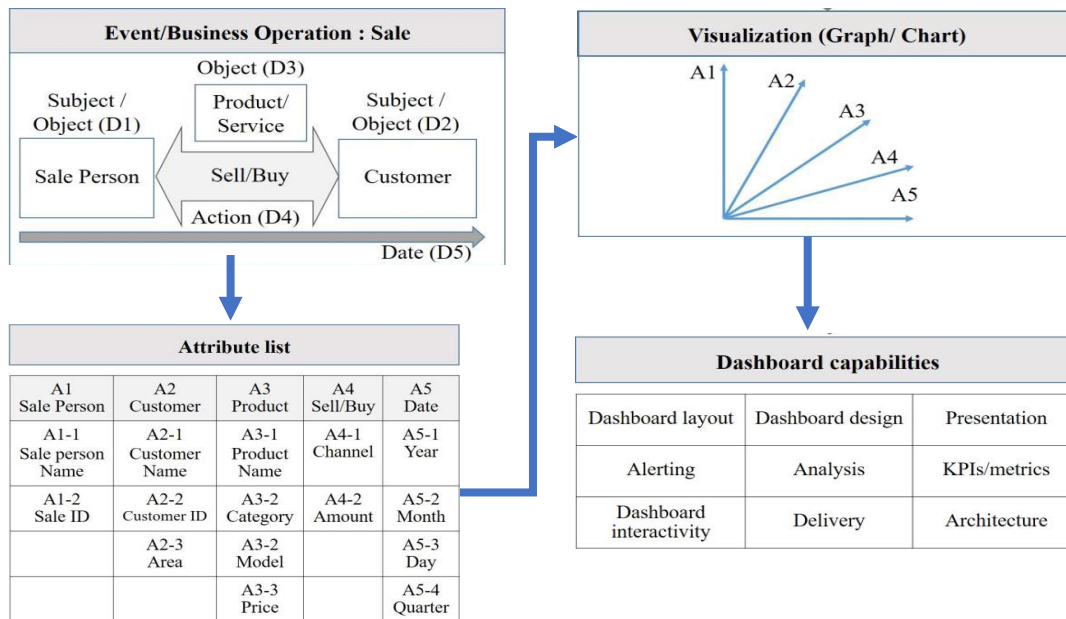 Event/Business Operation : Sale
Object (D3)
Subject /
Object (D1)
Product/
Service
Subject /
Object (D2)
Sale Person
Sell/Buy
Customer
Action (D4)
Date (D5)
Attribute list
A1
Sale Person
A2
Customer
A3
Product
A4
Sell/Buy
A5
Date
A1-1
Sale person
Name
A2-1
Customer
Name
A3-1
Product
Name
A4-1
Channel
A5-1
Year
A1-2
Sale ID
A2-2
Customer ID
A3-2
Category
A4-2
Amount
A5-2
Month
A2-3
Area
A3-2
Model
A5-3
Day
A3-3
Price
A5-4
Quarter
Visualization (Graph/ Chart)
A1
A2
A3
A4
A5
Dashboard capabilities
Dashboard layout
Dashboard design
Presentation
Alerting
Analysis
KPIs/metrics
Dashboard
interactivity
Delivery
Architecture